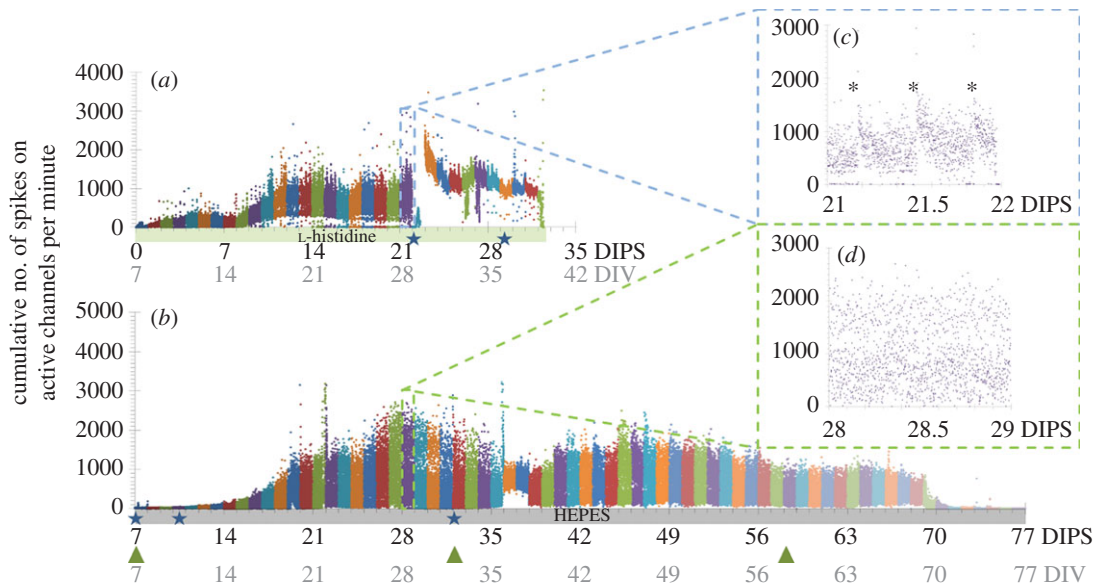 cumulative no. of spikes on
active channels per minute
(a)
4000
3000
2000
1000
0
L-histidine
0 7 14 21 28 35 DIPS
7 14 21 28 35 42 DIV
(b)
5000
4000
3000
2000
1000
0
HEPES
7 14 21 28 35 42 49 56 63 70 77 DIPS
7 14 21 28 35 42 49 56 63 70 77 DIV
(c)
3000
2000
1000
0
* * *
21 21.5 22 DIPS
(d)
3000
2000
1000
0
28 28.5 29 DIPS